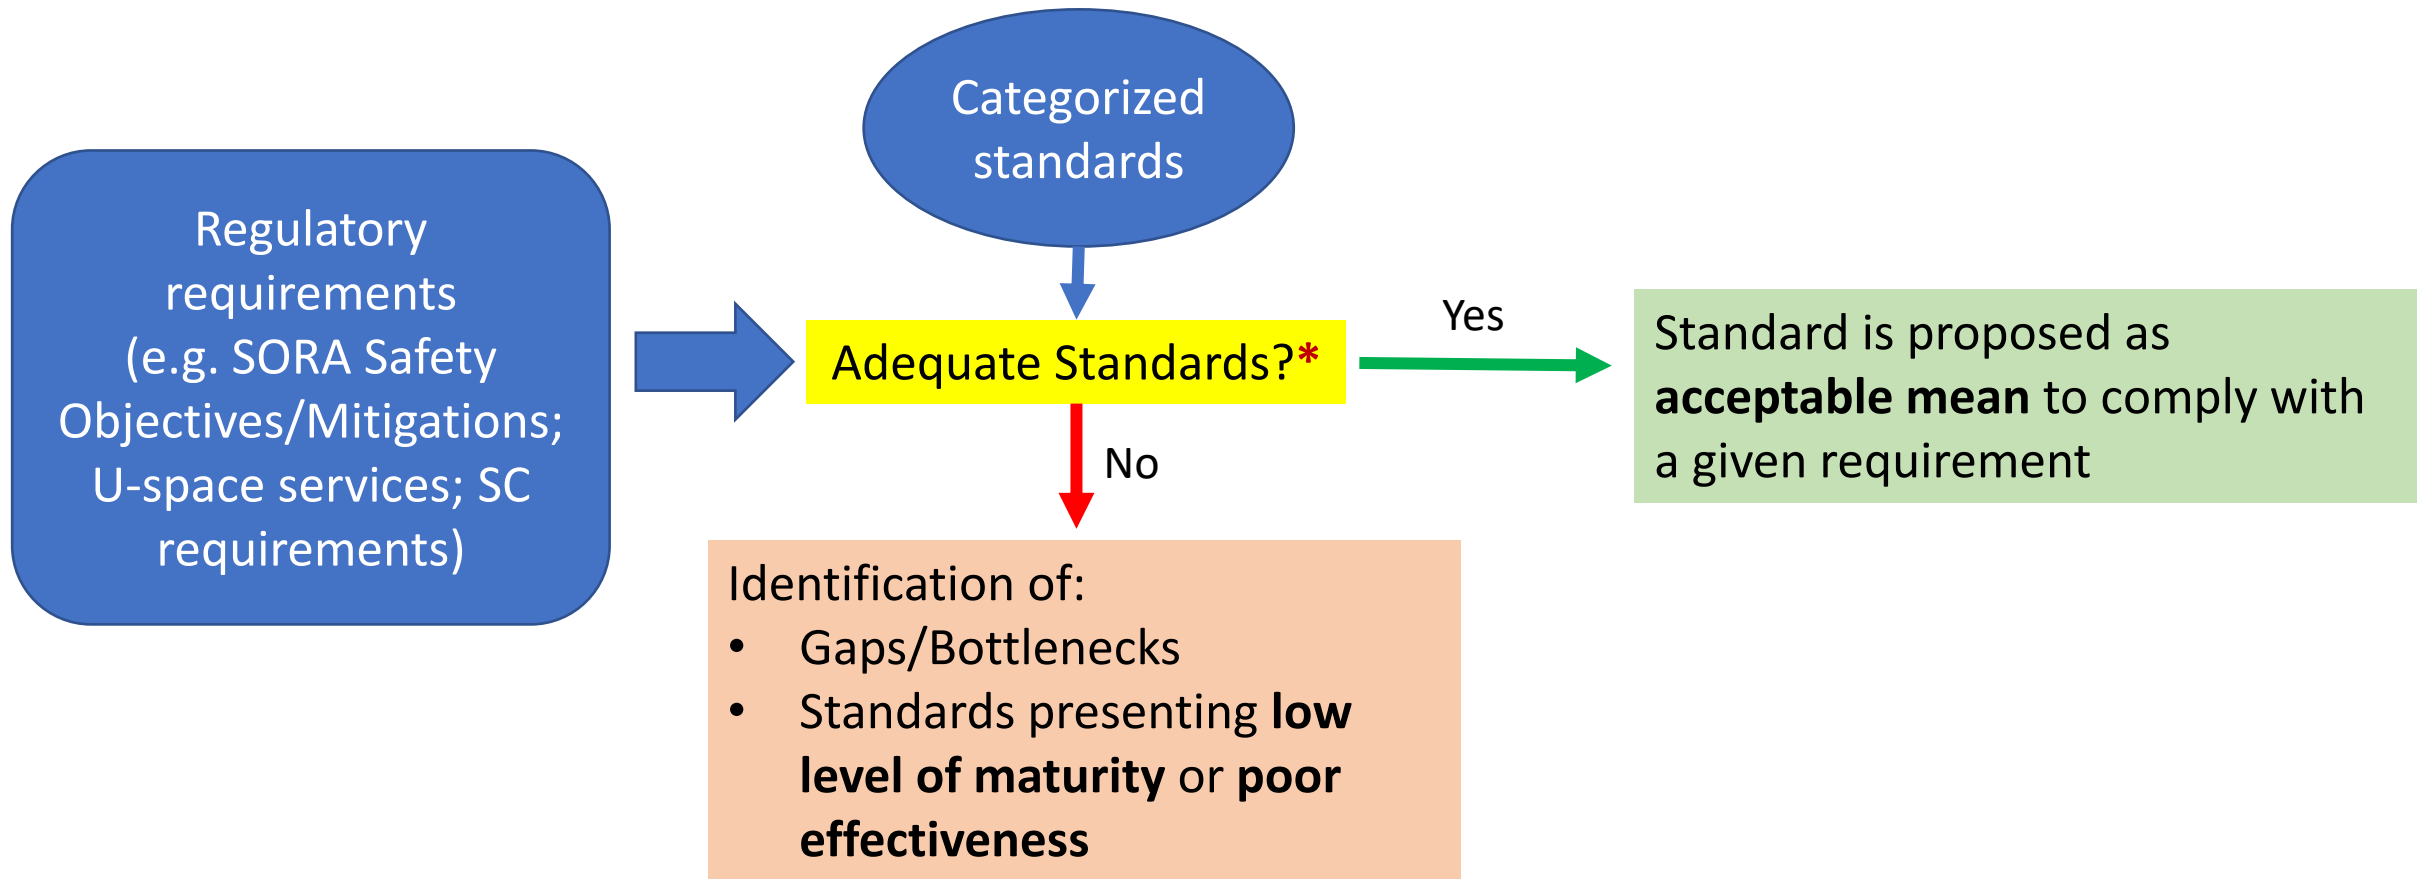 Categorized
standards
Regulatory
requirements
(e.g. SORA Safety
Objectives/Mitigations;
U-space services; SC
requirements)
Adequate Standards?*
Yes
Standard is proposed as
acceptable mean to comply with
a given requirement
No
Identification of:
• Gaps/Bottlenecks
• Standards presenting low
level of maturity or poor
effectiveness